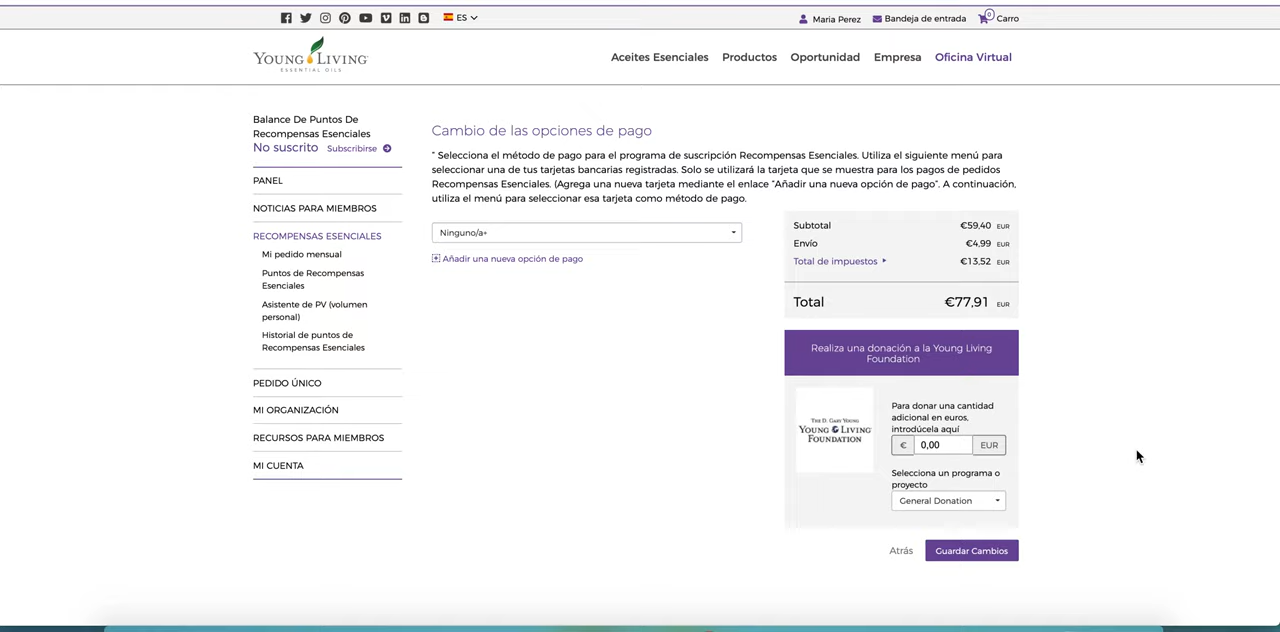 ES
Maria Perez
Bandeja de entrada
0
Carro
YOUNG LIVING
ESSENTIAL OILS
Aceites Esenciales
Productos
Oportunidad
Empresa
Oficina Virtual
Balance De Puntos De
Recompensas Esenciales
No suscrito Subscribirse
PANEL
NOTICIAS PARA MIEMBROS
RECOMPENSAS ESENCIALES
Mi pedido mensual
Puntos de Recompensas
Esenciales
Asistente de PV (volumen
personal)
Historial de puntos de
Recompensas Esenciales
PEDIDO ÚNICO
MI ORGANIZACIÓN
RECURSOS PARA MIEMBROS
MI CUENTA
Cambio de las opciones de pago
" Selecciona el método de pago para el programa de suscripción Recompensas Esenciales. Utiliza el siguiente menú para
seleccionar una de tus tarjetas bancarias registradas. Solo se utilizará la tarjeta que se muestra para los pagos de pedidos
Recompensas Esenciales. (Agrega una nueva tarjeta mediante el enlace "Añadir una nueva opción de pago". A continuación,
utiliza el menú para seleccionar esa tarjeta como método de pago.
Ninguno/a+
Añadir una nueva opción de pago
Subtotal €59,40 EUR
Envío €4,99 EUR
Total de impuestos €13,52 EUR
Total €77,91 EUR
Realiza una donación a la Young Living
Foundation
THE D. GARY YOUNG
YOUNG LIVING
FOUNDATION
Para donar una cantidad
adicional en euros,
introdúcela aquí
€ 0,00 EUR
Selecciona un programa o
proyecto
General Donation
Atrás
Guardar Cambios